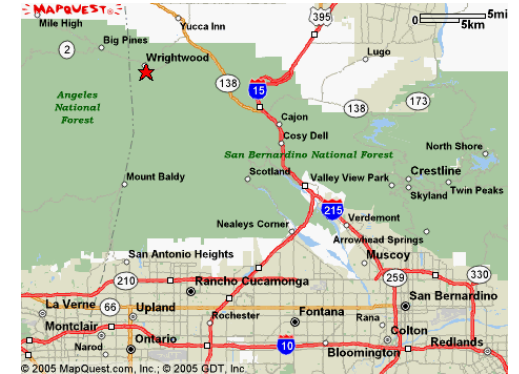 MAPQUEST
Mile High
Yucca Inn
395
5mi
5km
2
Big Pines
Wrightwood
Lugo
138
15
138
173
Angeles
National
Forest
Cajon
Cosy Dell
San Bernardino National Forest
North Shore
Mount Baldy
Scotland
Valley View Park
Crestline
Skyland
Twin Peaks
215
Verdemont
Nealeys Corner
Arrowhead Springs
San Antonio Heights
Muscoy
210
Rancho Cucamonga
259
330
La Verne
66
Upland
San Bernardino
Montclair
Rochester
Fontana
Rana
Colton
Narod
Ontario
10
Bloomington
Redlands
© 2005 MapQuest.com, Inc.; © 2005 GDT, Inc.